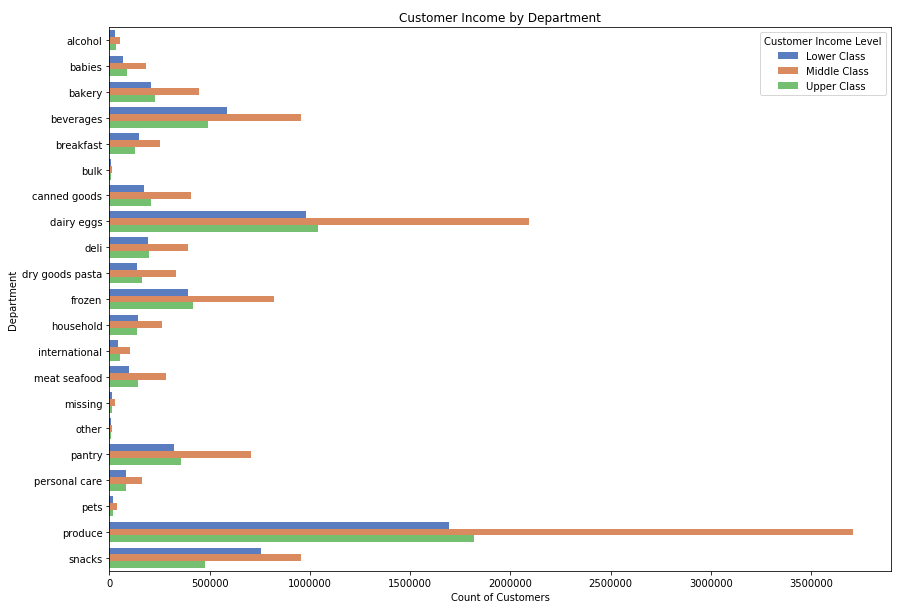 Customer Income by Department
Customer Income Level
Lower Class
Middle Class
Upper Class
Department
alcohol
babies
bakery
beverages
breakfast
bulk
canned goods
dairy eggs
deli
dry goods pasta
frozen
household
international
meat seafood
missing
other
pantry
personal care
pets
produce
snacks
0 500000 1000000 1500000 2000000 2500000 3000000 3500000
Count of Customers